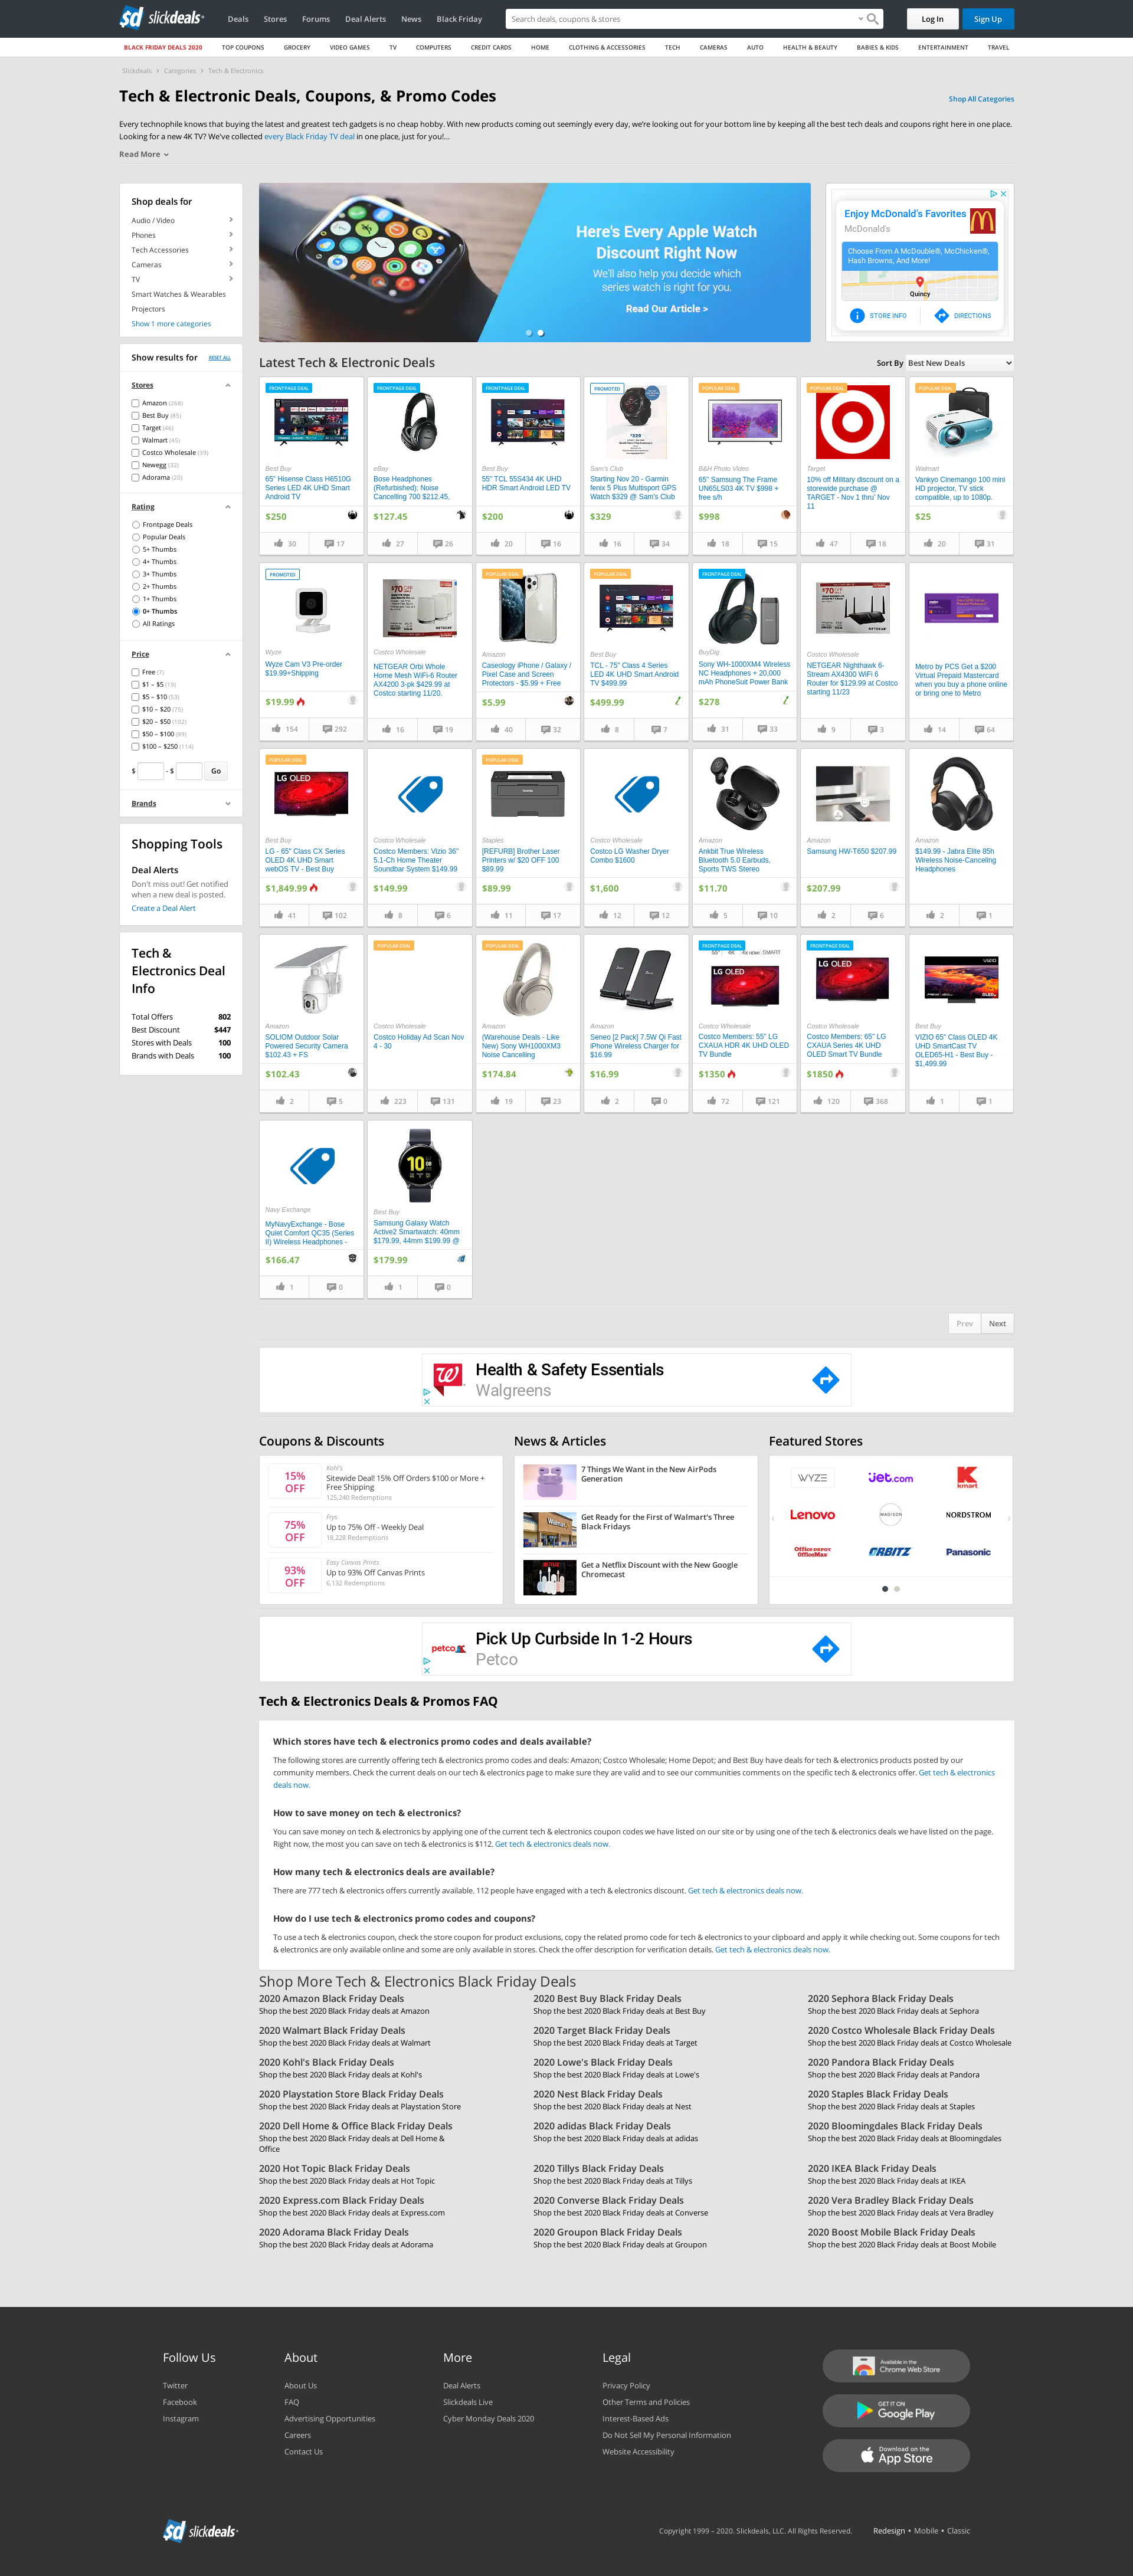 slickdeals
Deals Stores Forums Deal Alerts News Black Friday
Search deals, coupons & stores
Log In
Sign Up
BLACK FRIDAY DEALS 2020 TOP COUPONS GROCERY VIDEO GAMES TV COMPUTERS CREDIT CARDS HOME CLOTHING & ACCESSORIES TECH CAMERAS AUTO HEALTH & BEAUTY BABIES & KIDS ENTERTAINMENT TRAVEL
Slickdeals › Categories › Tech & Electronics
Tech & Electronic Deals, Coupons, & Promo Codes
Shop All Categories
Every technophile knows that buying the latest and greatest tech gadgets is no cheap hobby. With new products coming out seemingly every day, we're looking out for your bottom line by keeping all the best tech deals and coupons right here in one place.
Looking for a new 4K TV? We've collected every Black Friday TV deal in one place, just for you!...
Read More
Shop deals for
Audio / Video
Phones
Tech Accessories
Cameras
TV
Smart Watches & Wearables
Projectors
Show 1 more categories
Show results for
RESET ALL
Stores
Amazon (268)
Best Buy (85)
Target (46)
Walmart (45)
Costco Wholesale (39)
Newegg (32)
Adorama (20)
Rating
Frontpage Deals
Popular Deals
5+ Thumbs
4+ Thumbs
3+ Thumbs
2+ Thumbs
1+ Thumbs
0+ Thumbs
All Ratings
Price
Free (7)
$1 – $5 (19)
$5 – $10 (53)
$10 – $20 (75)
$20 – $50 (102)
$50 – $100 (89)
$100 – $250 (114)
$ - $ Go
Brands
Shopping Tools
Deal Alerts
Don't miss out! Get notified
when a new deal is posted.
Create a Deal Alert
Tech &
Electronics Deal
Info
Total Offers 802
Best Discount $447
Stores with Deals 100
Brands with Deals 100
Here's Every Apple Watch
Discount Right Now
We'll also help you decide which
series watch is right for you.
Read Our Article >
Enjoy McDonald's Favorites
McDonald's
Choose From A McDouble®, McChicken®,
Hash Browns, And More!
Quincy
STORE INFO
DIRECTIONS
Latest Tech & Electronic Deals
Sort By Best New Deals
FRONTPAGE DEAL
Best Buy
65" Hisense Class H6510G
Series LED 4K UHD Smart
Android TV
$250
30 17
FRONTPAGE DEAL
eBay
Bose Headphones
(Refurbished): Noise
Cancelling 700 $212.45,
$127.45
27 26
FRONTPAGE DEAL
Best Buy
55" TCL 55S434 4K UHD
HDR Smart Android LED TV
$200
20 16
PROMOTED
$329
Sam's Club
Starting Nov 20 - Garmin
fenix 5 Plus Multisport GPS
Watch $329 @ Sam's Club
$329
16 34
POPULAR DEAL
B&H Photo Video
65" Samsung The Frame
UN65LS03 4K TV $998 +
free s/h
$998
18 15
POPULAR DEAL
Target
10% off Military discount on a
storewide purchase @
TARGET - Nov 1 thru' Nov
11
47 18
POPULAR DEAL
Walmart
Vankyo Cinemango 100 mini
HD projector, TV stick
compatible, up to 1080p.
$25
20 31
PROMOTED
Wyze
Wyze Cam V3 Pre-order
$19.99+Shipping
$19.99
154 292
$70 OFF
NETGEAR
Costco Wholesale
NETGEAR Orbi Whole
Home Mesh WiFi-6 Router
AX4200 3-pk $429.99 at
Costco starting 11/20.
16 19
POPULAR DEAL
Amazon
Caseology iPhone / Galaxy /
Pixel Case and Screen
Protectors - $5.99 + Free
$5.99
40 32
POPULAR DEAL
Best Buy
TCL - 75" Class 4 Series
LED 4K UHD Smart Android
TV $499.99
$499.99
8 7
FRONTPAGE DEAL
BuyDig
Sony WH-1000XM4 Wireless
NC Headphones + 20,000
mAh PhoneSuit Power Bank
$278
31 33
$70 OFF
NETGEAR
Costco Wholesale
NETGEAR Nighthawk 6-
Stream AX4300 WiFi 6
Router for $129.99 at Costco
starting 11/23
9 3
Metro by PCS Get a $200
Virtual Prepaid Mastercard
when you buy a phone online
or bring one to Metro
14 64
POPULAR DEAL
LG OLED
Best Buy
LG - 65" Class CX Series
OLED 4K UHD Smart
webOS TV - Best Buy
$1,849.99
41 102
Costco Wholesale
Costco Members: Vizio 36"
5.1-Ch Home Theater
Soundbar System $149.99
$149.99
8 6
POPULAR DEAL
Staples
[REFURB] Brother Laser
Printers w/ $20 OFF 100
$89.99
$89.99
11 17
Costco Wholesale
Costco LG Washer Dryer
Combo $1600
$1,600
12 12
Amazon
Ankbit True Wireless
Bluetooth 5.0 Earbuds,
Sports TWS Stereo
$11.70
5 10
Amazon
Samsung HW-T650 $207.99
$207.99
2 6
Amazon
$149.99 - Jabra Elite 85h
Wireless Noise-Canceling
Headphones
2 1
Amazon
SOLIOM Outdoor Solar
Powered Security Camera
$102.43 + FS
$102.43
2 5
POPULAR DEAL
Costco Wholesale
Costco Holiday Ad Scan Nov
4 - 30
223 131
POPULAR DEAL
Amazon
(Warehouse Deals - Like
New) Sony WH1000XM3
Noise Cancelling
$174.84
19 23
Amazon
Seneo [2 Pack] 7.5W Qi Fast
iPhone Wireless Charger for
$16.99
$16.99
2 0
FRONTPAGE DEAL
LG OLED
Costco Wholesale
Costco Members: 55" LG
CXAUA HDR 4K UHD OLED
TV Bundle
$1350
72 121
FRONTPAGE DEAL
LG OLED
Costco Wholesale
Costco Members: 65" LG
CXAUA Series 4K UHD
OLED Smart TV Bundle
$1850
120 368
VIZIO
Best Buy
VIZIO 65" Class OLED 4K
UHD SmartCast TV
OLED65-H1 - Best Buy -
$1,499.99
1 1
Navy Exchange
MyNavyExchange - Bose
Quiet Comfort QC35 (Series
II) Wireless Headphones -
$166.47
1 0
Best Buy
Samsung Galaxy Watch
Active2 Smartwatch: 40mm
$179.99, 44mm $199.99 @
$179.99
1 0
Prev Next
Health & Safety Essentials
Walgreens
Coupons & Discounts
15%
OFF
Kohl's
Sitewide Deal! 15% Off Orders $100 or More +
Free Shipping
125,240 Redemptions
75%
OFF
Frys
Up to 75% Off - Weekly Deal
18,228 Redemptions
93%
OFF
Easy Canvas Prints
Up to 93% Off Canvas Prints
6,132 Redemptions
News & Articles
7 Things We Want in the New AirPods
Generation
Get Ready for the First of Walmart's Three
Black Fridays
Get a Netflix Discount with the New Google
Chromecast
Featured Stores
WYZE jet.com kmart
Lenovo MADISON NORDSTROM
Office DEPOT OfficeMax ORBITZ Panasonic
petco
Pick Up Curbside In 1-2 Hours
Petco
Tech & Electronics Deals & Promos FAQ
Which stores have tech & electronics promo codes and deals available?
The following stores are currently offering tech & electronics promo codes and deals: Amazon; Costco Wholesale; Home Depot; and Best Buy have deals for tech & electronics products posted by our
community members. Check the current deals on our tech & electronics page to make sure they are valid and to see our communities comments on the specific tech & electronics offer. Get tech & electronics
deals now.
How to save money on tech & electronics?
You can save money on tech & electronics by applying one of the current tech & electronics coupon codes we have listed on our site or by using one of the tech & electronics deals we have listed on the page.
Right now, the most you can save on tech & electronics is $112. Get tech & electronics deals now.
How many tech & electronics deals are available?
There are 777 tech & electronics offers currently available. 112 people have engaged with a tech & electronics discount. Get tech & electronics deals now.
How do I use tech & electronics promo codes and coupons?
To use a tech & electronics coupon, check the store coupon for product exclusions, copy the related promo code for tech & electronics to your clipboard and apply it while checking out. Some coupons for tech
& electronics are only available online and some are only available in stores. Check the offer description for verification details. Get tech & electronics deals now.
Shop More Tech & Electronics Black Friday Deals
2020 Amazon Black Friday Deals
Shop the best 2020 Black Friday deals at Amazon
2020 Best Buy Black Friday Deals
Shop the best 2020 Black Friday deals at Best Buy
2020 Sephora Black Friday Deals
Shop the best 2020 Black Friday deals at Sephora
2020 Walmart Black Friday Deals
Shop the best 2020 Black Friday deals at Walmart
2020 Target Black Friday Deals
Shop the best 2020 Black Friday deals at Target
2020 Costco Wholesale Black Friday Deals
Shop the best 2020 Black Friday deals at Costco Wholesale
2020 Kohl's Black Friday Deals
Shop the best 2020 Black Friday deals at Kohl's
2020 Lowe's Black Friday Deals
Shop the best 2020 Black Friday deals at Lowe's
2020 Pandora Black Friday Deals
Shop the best 2020 Black Friday deals at Pandora
2020 Playstation Store Black Friday Deals
Shop the best 2020 Black Friday deals at Playstation Store
2020 Nest Black Friday Deals
Shop the best 2020 Black Friday deals at Nest
2020 Staples Black Friday Deals
Shop the best 2020 Black Friday deals at Staples
2020 Dell Home & Office Black Friday Deals
Shop the best 2020 Black Friday deals at Dell Home &
Office
2020 adidas Black Friday Deals
Shop the best 2020 Black Friday deals at adidas
2020 Bloomingdales Black Friday Deals
Shop the best 2020 Black Friday deals at Bloomingdales
2020 Hot Topic Black Friday Deals
Shop the best 2020 Black Friday deals at Hot Topic
2020 Tillys Black Friday Deals
Shop the best 2020 Black Friday deals at Tillys
2020 IKEA Black Friday Deals
Shop the best 2020 Black Friday deals at IKEA
2020 Express.com Black Friday Deals
Shop the best 2020 Black Friday deals at Express.com
2020 Converse Black Friday Deals
Shop the best 2020 Black Friday deals at Converse
2020 Vera Bradley Black Friday Deals
Shop the best 2020 Black Friday deals at Vera Bradley
2020 Adorama Black Friday Deals
Shop the best 2020 Black Friday deals at Adorama
2020 Groupon Black Friday Deals
Shop the best 2020 Black Friday deals at Groupon
2020 Boost Mobile Black Friday Deals
Shop the best 2020 Black Friday deals at Boost Mobile
Follow Us
Twitter
Facebook
Instagram
About
About Us
FAQ
Advertising Opportunities
Careers
Contact Us
More
Deal Alerts
Slickdeals Live
Cyber Monday Deals 2020
Legal
Privacy Policy
Other Terms and Policies
Interest-Based Ads
Do Not Sell My Personal Information
Website Accessibility
Available in the
Chrome Web Store
GET IT ON
Google Play
Download on the
App Store
slickdeals
Copyright 1999 – 2020. Slickdeals, LLC. All Rights Reserved. Redesign • Mobile • Classic